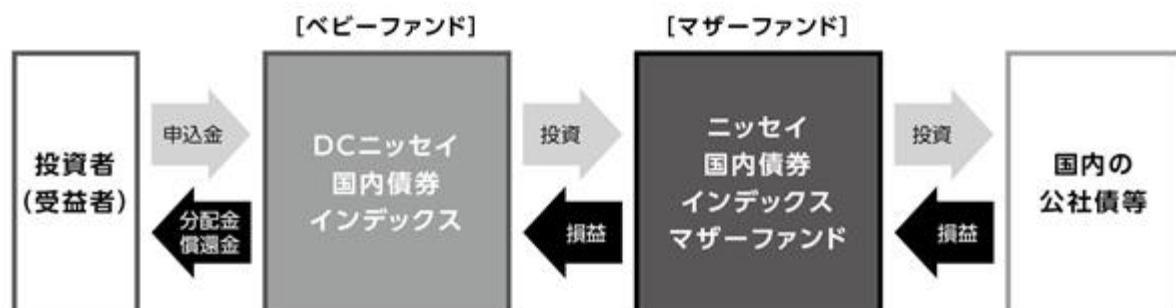 [ベビーファンド]
[マザーファンド]
投資者
(受益者)
申込金
分配金
償還金
DCニッセイ
国内債券
インデックス
投資
損益
ニッセイ
国内債券
インデックス
マザーファンド
投資
損益
国内の
公社債等